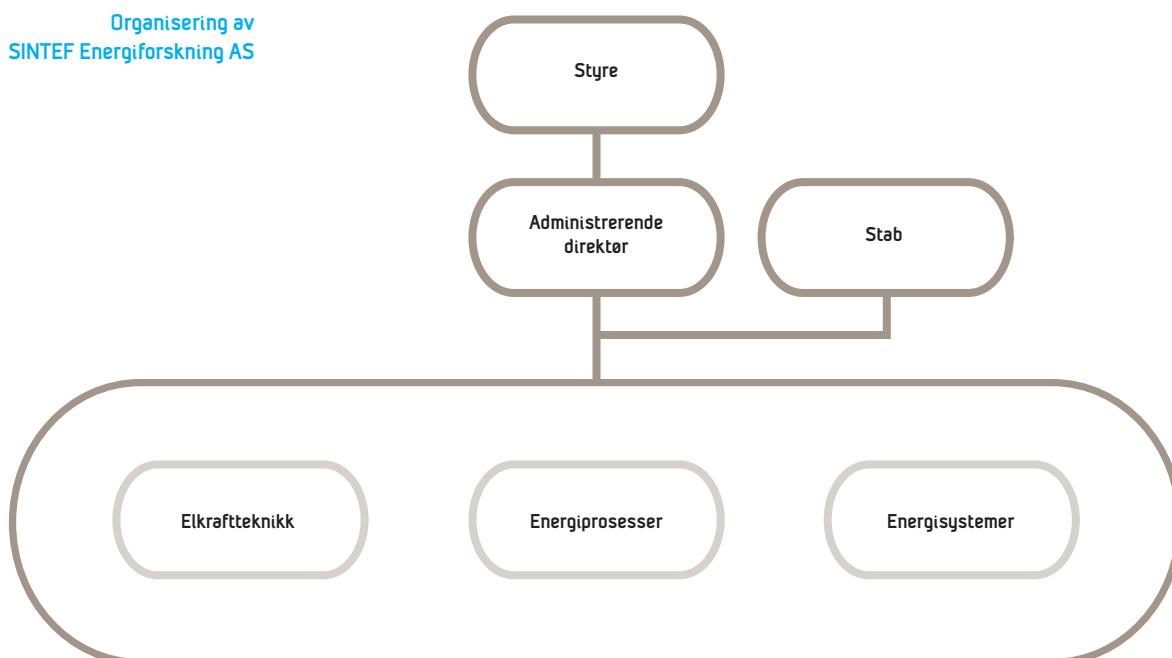 Organisering av
SINTEF Energiforskning AS
Styre
Administrerende
direktør
Stab
Elkraftteknikk
Energiprosesser
Energisystemer